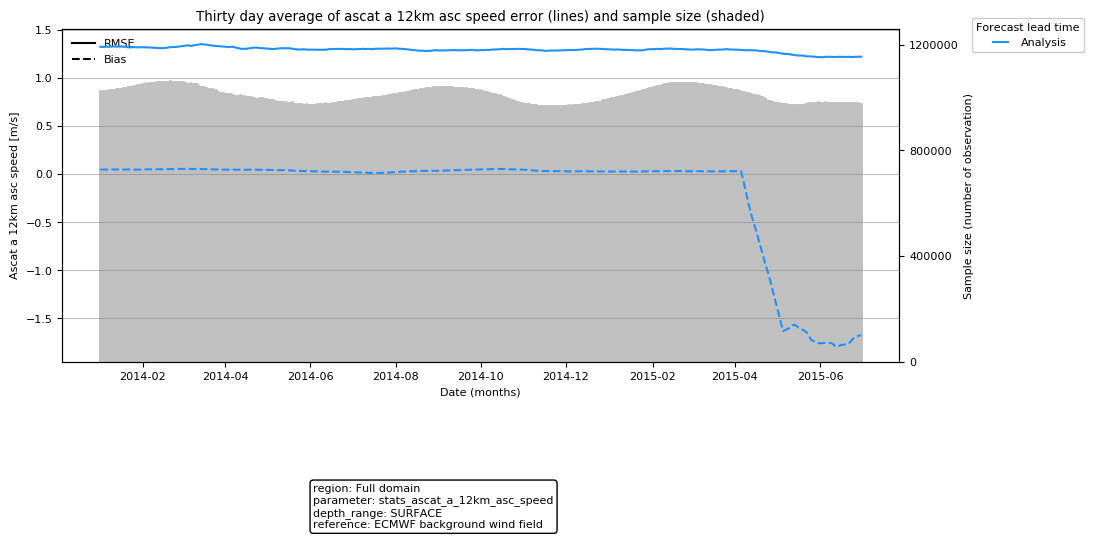 Thirty day average of ascat a 12km asc speed error (lines) and sample size (shaded)
Forecast lead time
Analysis
RMSE
Bias
1.5
1.0
0.5
0.0
−0.5
−1.0
−1.5
Ascat a 12km asc speed [m/s]
1200000
800000
400000
0
Sample size (number of observation)
2014-02
2014-04
2014-06
2014-08
2014-10
2014-12
2015-02
2015-04
2015-06
Date (months)
region: Full domain
parameter: stats_ascat_a_12km_asc_speed
depth_range: SURFACE
reference: ECMWF background wind field